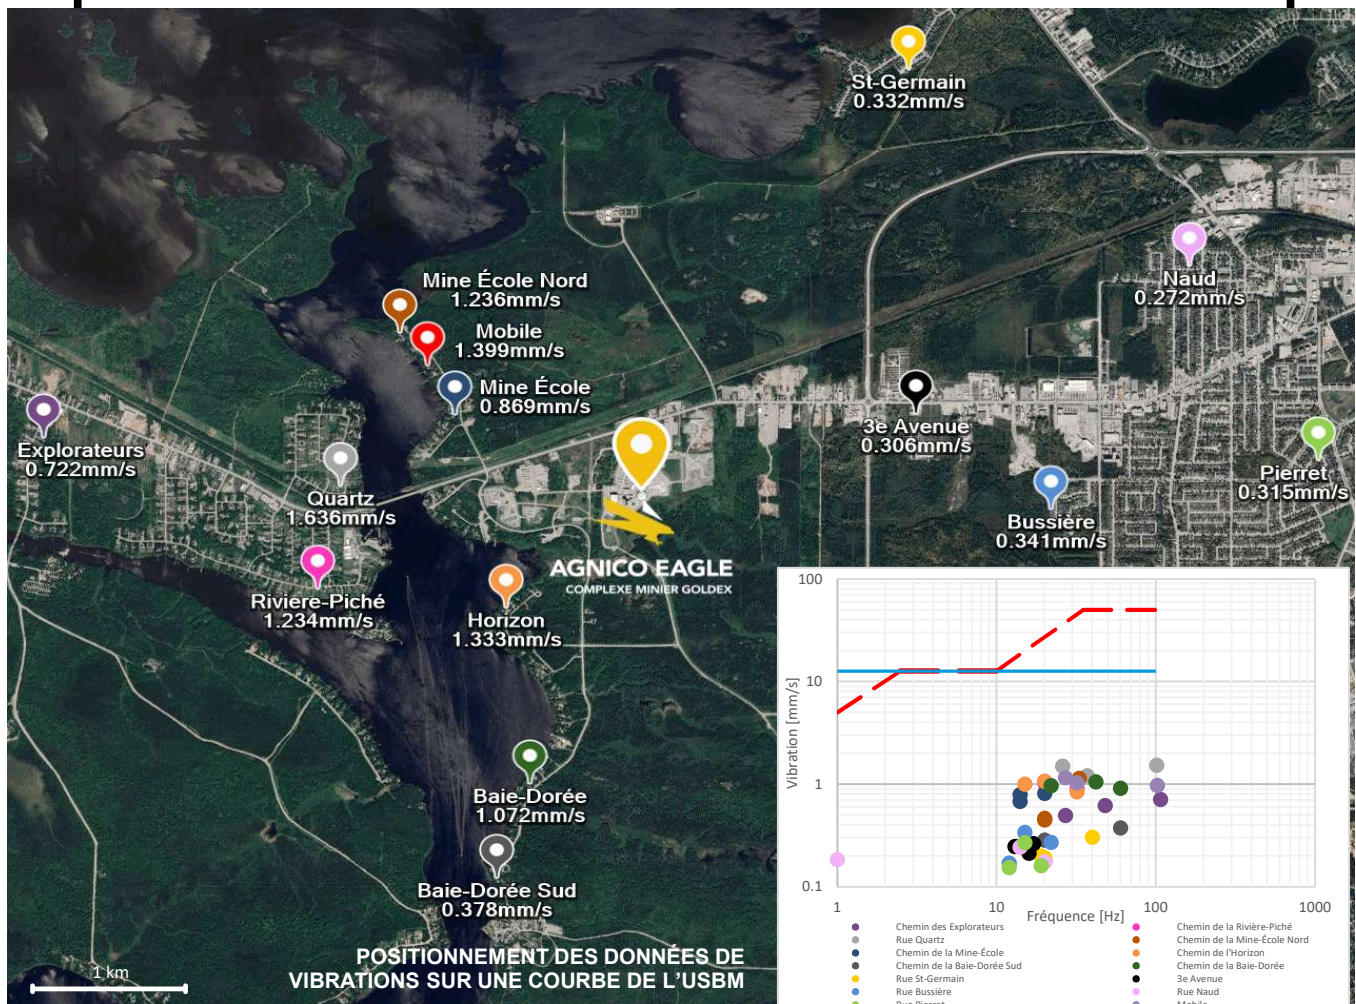 St-Germain
0.332mm/s
Naud
0.272mm/s
Mine École Nord
1.236mm/s
Mobile
1.399mm/s
Mine École
0.869mm/s
3e Avenue
0.306mm/s
Explorateurs
0.722mm/s
Quartz
1.636mm/s
Pierret
0.315mm/s
Bussière
0.341mm/s
Rivière-Piché
1.234mm/s
AGNICO EAGLE
COMPLEXE MINIER GOLDEX
Horizon
1.333mm/s
Baie-Dorée
1.072mm/s
Baie-Dorée Sud
0.378mm/s
POSITIONNEMENT DES DONNÉES DE
VIBRATIONS SUR UNE COURBE DE L'USBM
1 km
Vibration [mm/s]
100
10
1
0.1
1
10
100
1000
Fréquence [Hz]
Chemin des Explorateurs
Chemin de la Rivière-Piché
Rue Quartz
Chemin de la Mine-École Nord
Chemin de la Mine-École
Chemin de l'Horizon
Chemin de la Baie-Dorée Sud
Chemin de la Baie-Dorée
Rue St-Germain
3e Avenue
Rue Bussière
Rue Naud
Rue Pierret
Mobile